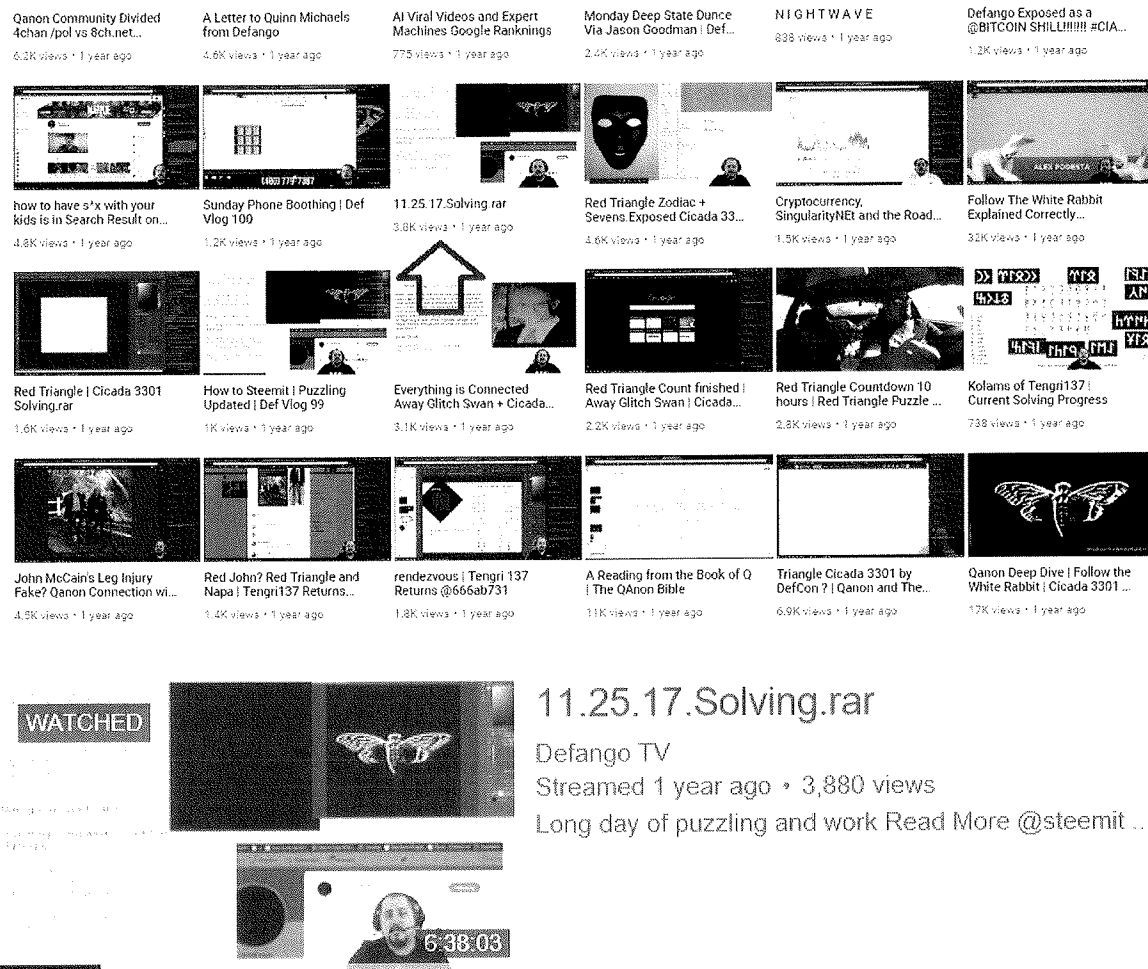 Qanon Community Divided
4chan /pol vs 8ch.net...
6.2K views • 1 year ago
A Letter to Quinn Michaels
from Defango
4.6K views • 1 year ago
AI Viral Videos and Expert
Machines Google Ranknings
775 views • 1 year ago
Monday Deep State Dunce
Via Jason Goodman | Def...
2.4K views • 1 year ago
N I G H T W A V E
838 views • 1 year ago
Defango Exposed as a
@BITCOIN SHILL!!!!!!! #CIA...
1.2K views • 1 year ago
ALEX PODESTA
how to have s*x with your
kids is in Search Result on...
4.8K views • 1 year ago
Sunday Phone Boothing | Def
Vlog 100
1.2K views • 1 year ago
11.25.17.Solving.rar
3.8K views • 1 year ago
Red Triangle Zodiac +
Sevens.Exposed Cicada 33...
4.6K views • 1 year ago
Cryptocurrency,
SingularityNEt and the Road...
1.5K views • 1 year ago
Follow The White Rabbit
Explained Correctly...
32K views • 1 year ago
Red Triangle | Cicada 3301
Solving.rar
1.6K views • 1 year ago
How to Steemit | Puzzling
Updated | Def Vlog 99
1K views • 1 year ago
Everything is Connected
Away Glitch Swan + Cicada...
3.1K views • 1 year ago
Red Triangle Count finished |
Away Glitch Swan | Cicada...
2.2K views • 1 year ago
Red Triangle Countdown 10
hours | Red Triangle Puzzle ...
2.8K views • 1 year ago
Kolams of Tengri137 |
Current Solving Progress
738 views • 1 year ago
John McCain's Leg Injury
Fake? Qanon Connection wi...
4.5K views • 1 year ago
Red John? Red Triangle and
Napa | Tengri137 Returns...
1.4K views • 1 year ago
rendezvous | Tengri 137
Returns @666ab731
1.8K views • 1 year ago
A Reading from the Book of Q
| The QAnon Bible
11K views • 1 year ago
Triangle Cicada 3301 by
DefCon ? | Qanon and The...
6.9K views • 1 year ago
Qanon Deep Dive | Follow the
White Rabbit | Cicada 3301 ...
17K views • 1 year ago
WATCHED
11.25.17.Solving.rar
Defango TV
Streamed 1 year ago • 3,880 views
Long day of puzzling and work Read More @steemit ...
6:38:03